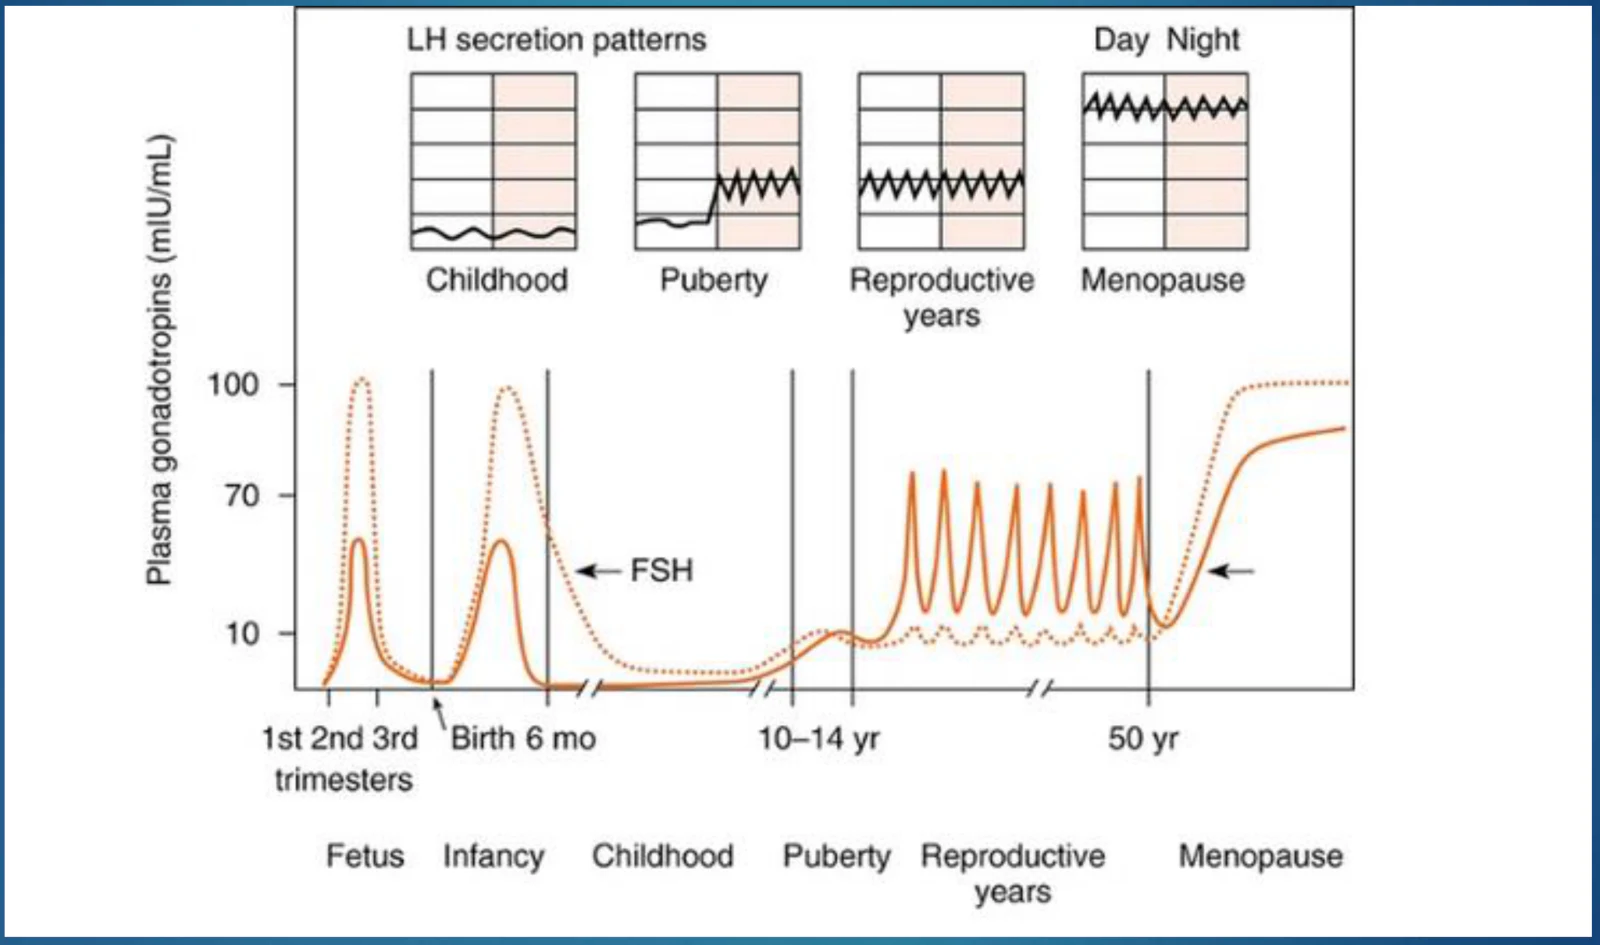 LH secretion patterns
Day Night
Childhood
Puberty
Reproductive
years
Menopause
Plasma gonadotropins (mIU/mL)
100
70
10
FSH
1st 2nd 3rd
trimesters
Birth 6 mo
10–14 yr
50 yr
Fetus
Infancy
Childhood
Puberty
Reproductive
years
Menopause